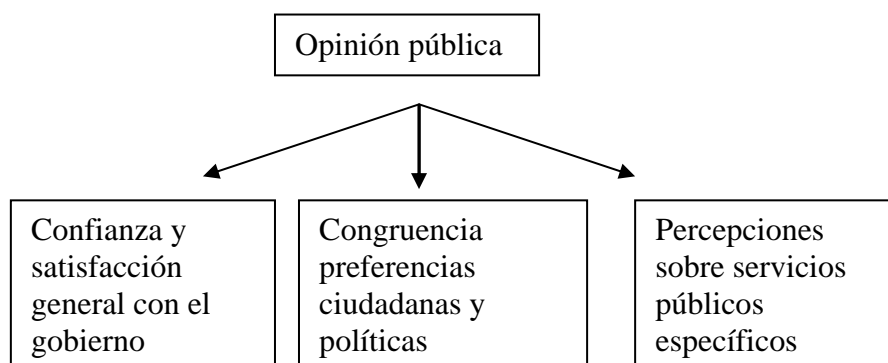 Opinión pública
Confianza y
satisfacción
general con el
gobierno
Congruencia
preferencias
ciudadanas y
políticas
Percepciones
sobre servicios
públicos
específicos